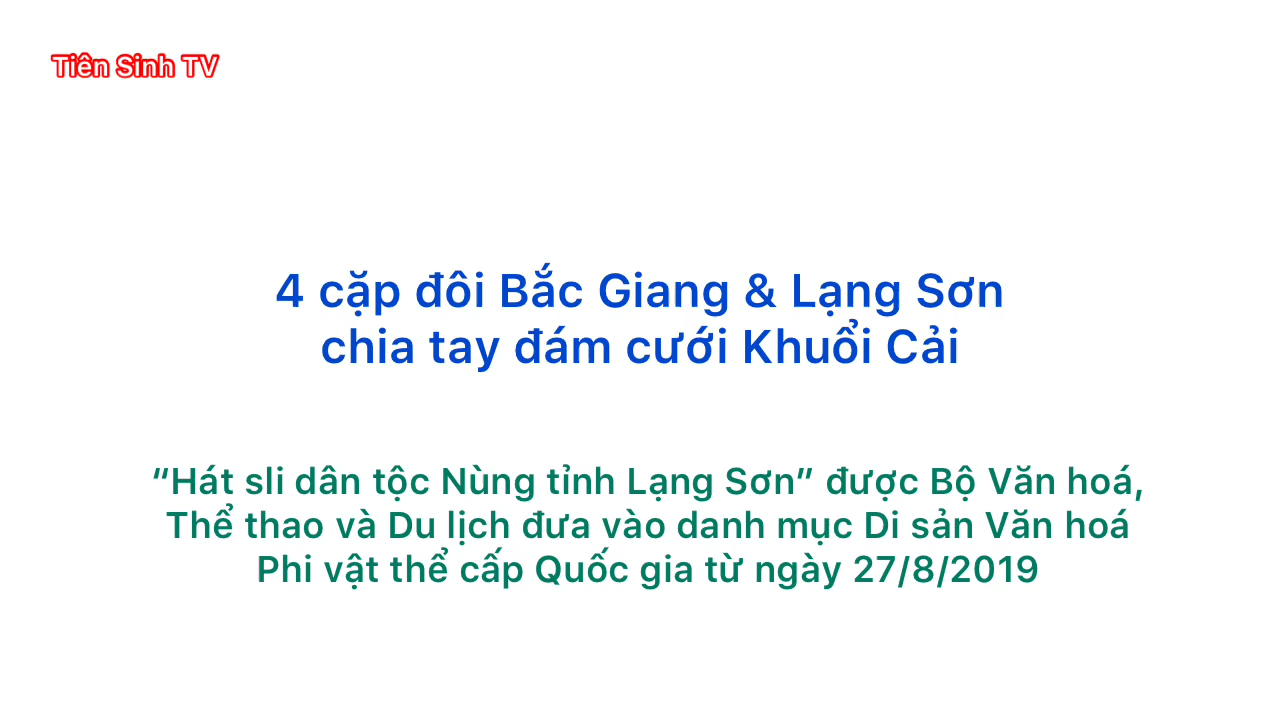 Tiên Sinh TV
4 cặp đôi Bắc Giang & Lạng Sơn
chia tay đám cưới Khuổi Cải
“Hát sli dân tộc Nùng tỉnh Lạng Sơn” được Bộ Văn hoá,
Thể thao và Du lịch đưa vào danh mục Di sản Văn hoá
Phi vật thể cấp Quốc gia từ ngày 27/8/2019